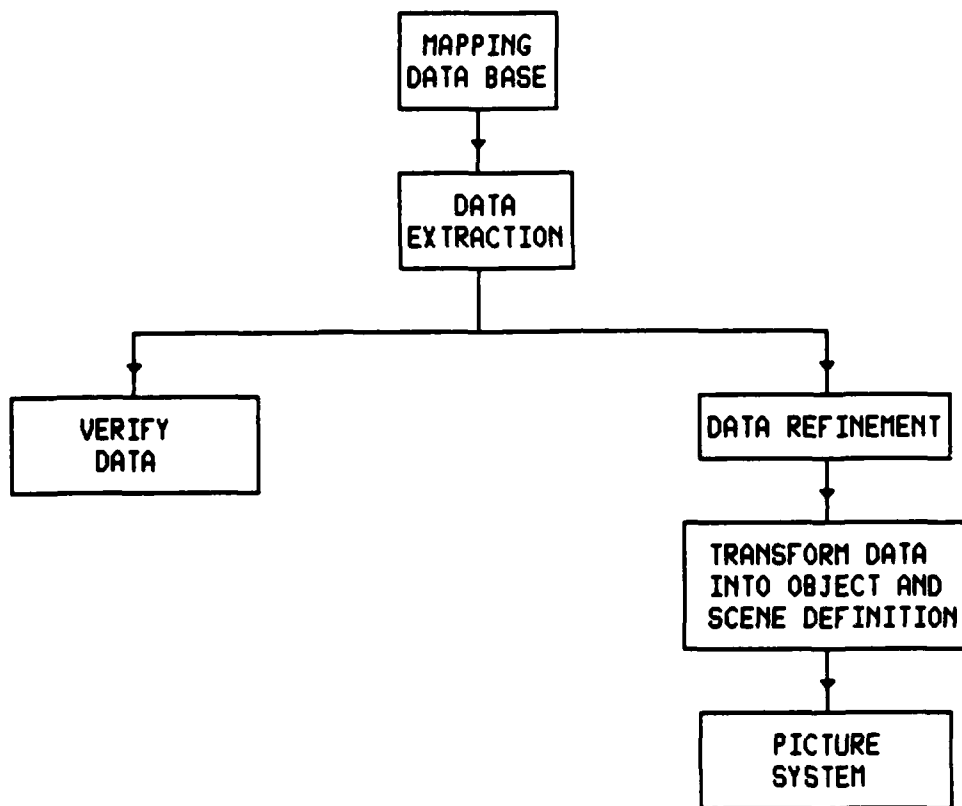 MAPPING
DATA BASE
DATA
EXTRACTION
VERIFY
DATA
DATA REFINEMENT
TRANSFORM DATA
INTO OBJECT AND
SCENE DEFINITION
PICTURE
SYSTEM